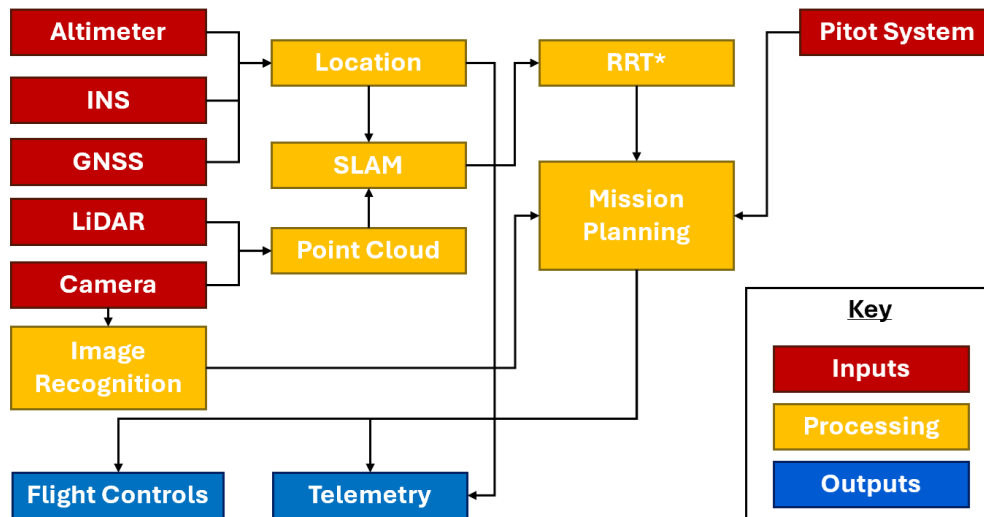 Altimeter
Location
RRT*
Pitot System
INS
GNSS
SLAM
Mission
Planning
LiDAR
Point Cloud
Camera
Image
Recognition
Key
Inputs
Processing
Outputs
Flight Controls
Telemetry